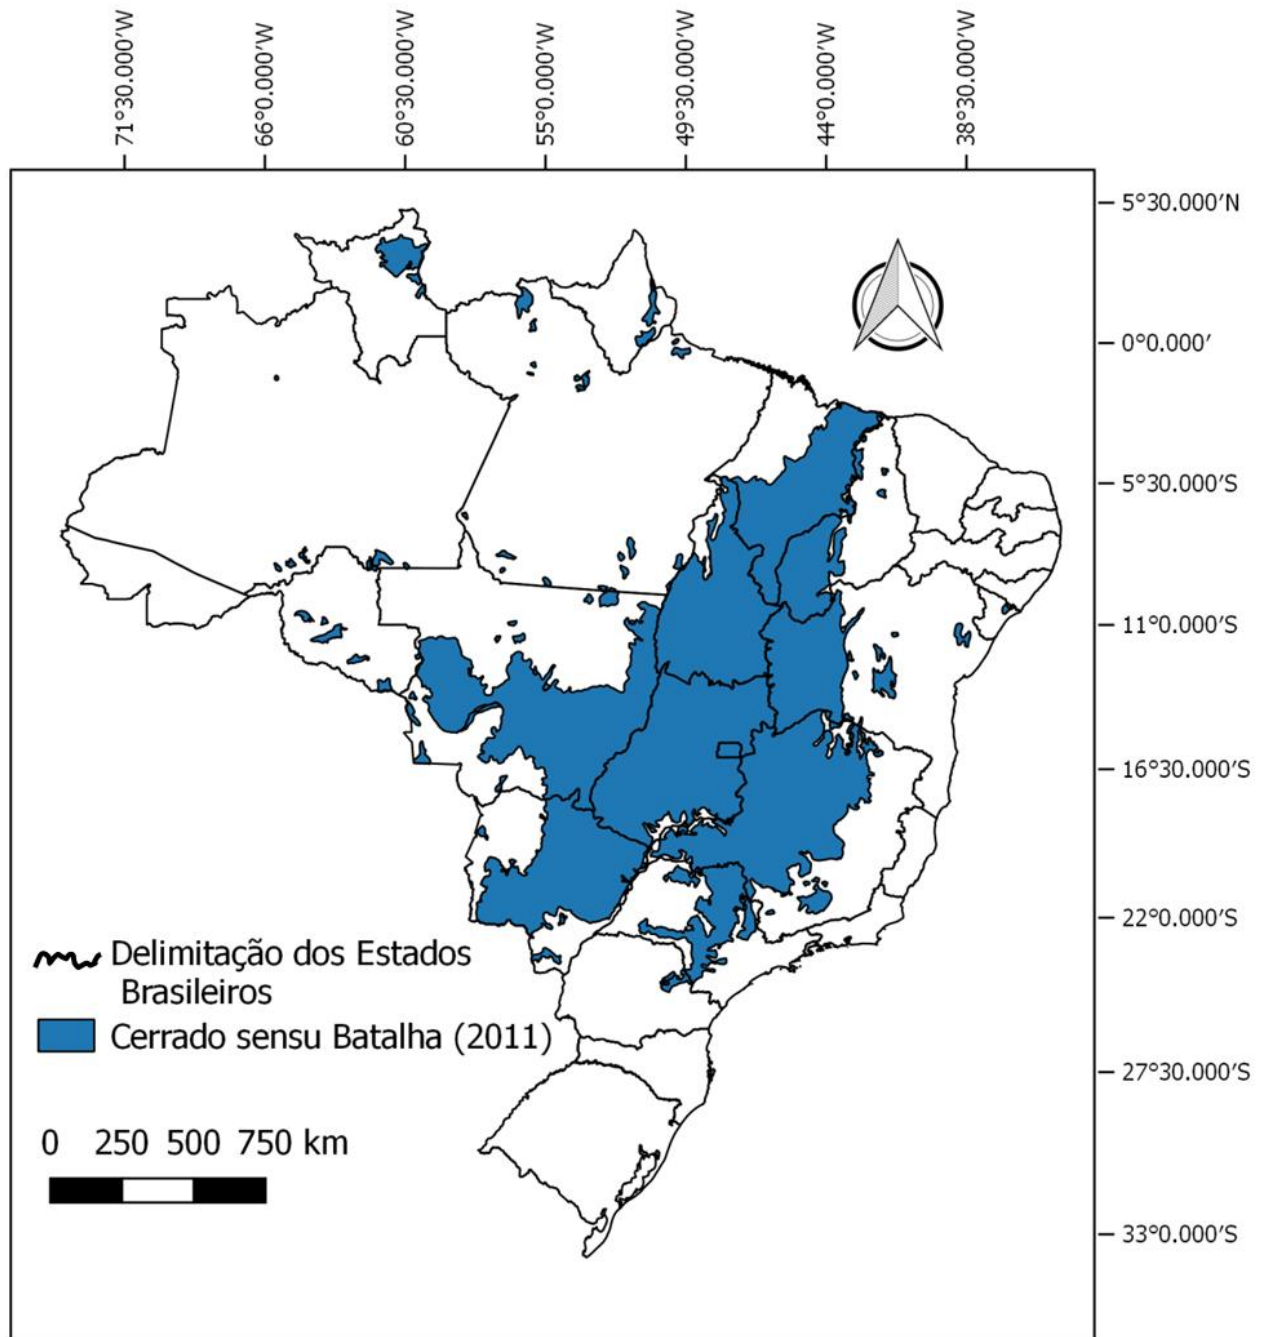 71°30.000'W
66°0.000'W
60°30.000'W
55°0.000'W
49°30.000'W
44°0.000'W
38°30.000'W
5°30.000'N
0°0.000'
5°30.000'S
11°0.000'S
16°30.000'S
22°0.000'S
27°30.000'S
33°0.000'S
Delimitação dos Estados
Brasileiros
Cerrado sensu Batalha (2011)
0 250 500 750 km